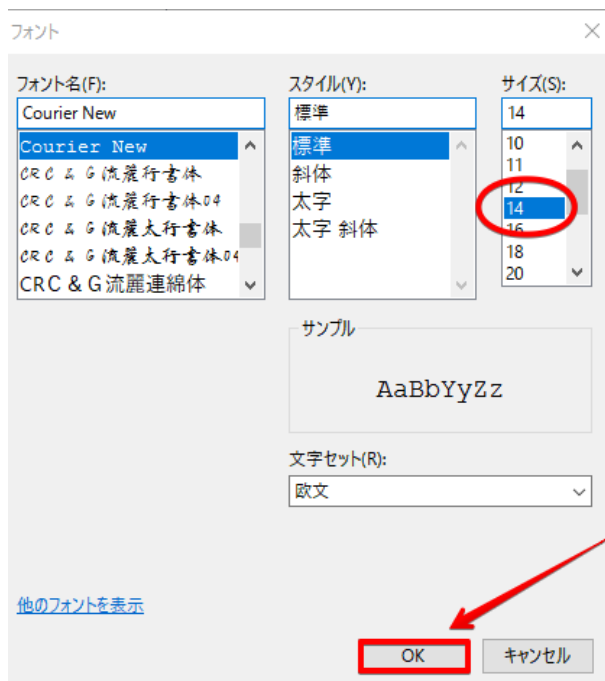 フォント
フォント名(F):
Courier New
Courier New
CRC & G流麗行書体
CRC & G流麗行書体04
CRC & G流麗太行書体
CRC & G流麗太行書体04
CRC & G流麗連綿体
スタイル(Y):
標準
標準
斜体
太字
太字 斜体
サイズ(S):
14
10
11
12
14
16
18
20
サンプル
AaBbYyZz
文字セット(R):
欧文
他のフォントを表示
OK
キャンセル